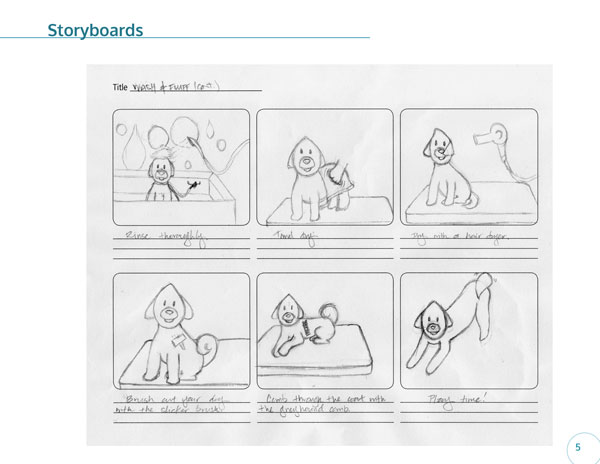 Storyboards
Title Wash & Fluff (cont.)
Rinse thoroughly
Towel dry
Dry with a hair dryer.
Brush out your dog
with the slicker brush.
Comb through the coat with
the greyhound comb.
Play time!
5